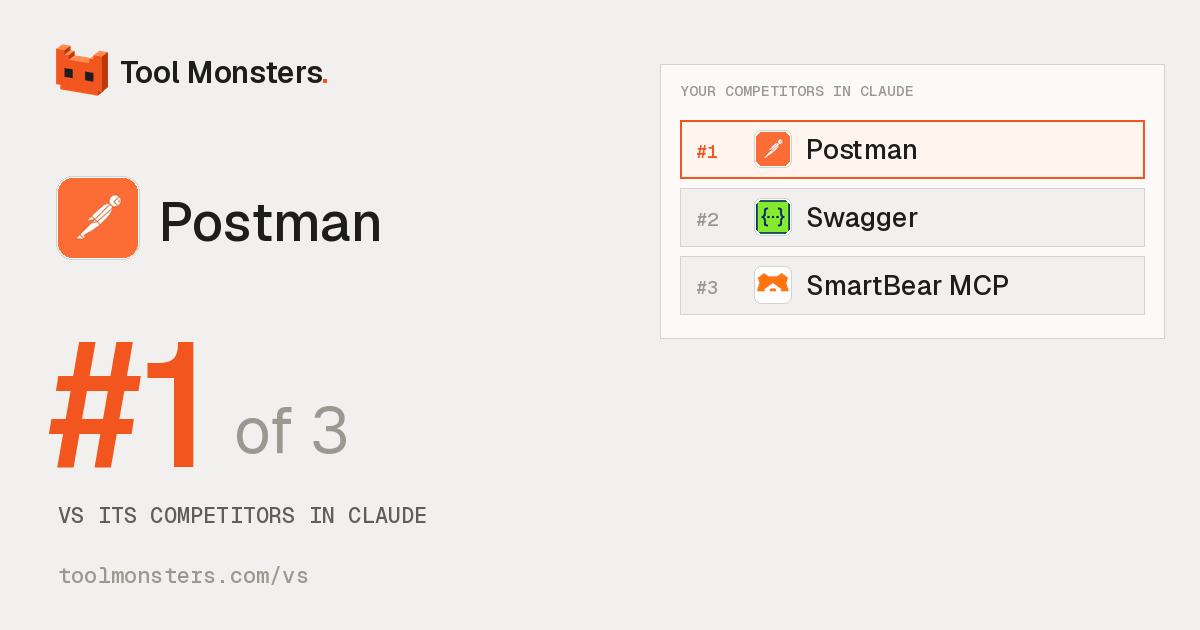 Tool Monsters.
Postman
#1 of 3
VS ITS COMPETITORS IN CLAUDE
toolmonsters.com/vs
YOUR COMPETITORS IN CLAUDE
#1 Postman
#2 {...} Swagger
#3 SmartBear MCP